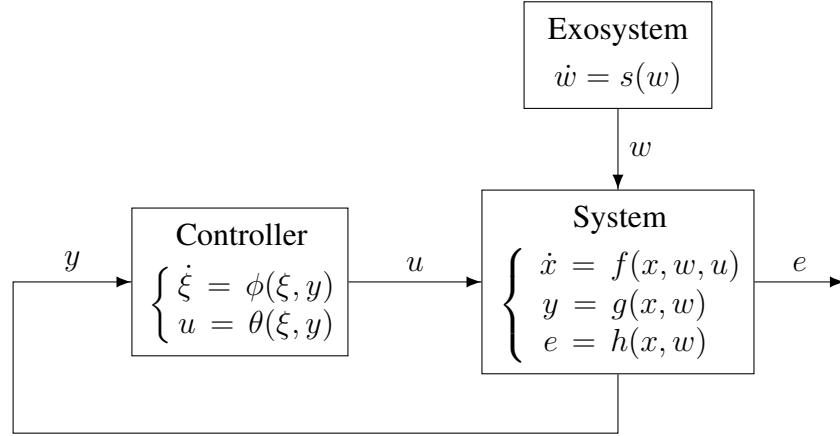 Exosystem
ẇ = s(w)
w
System
ẋ = f(x, w, u)
y = g(x, w)
e = h(x, w)
e
Controller
ξ̇ = ϕ(ξ, y)
u = θ(ξ, y)
y
u